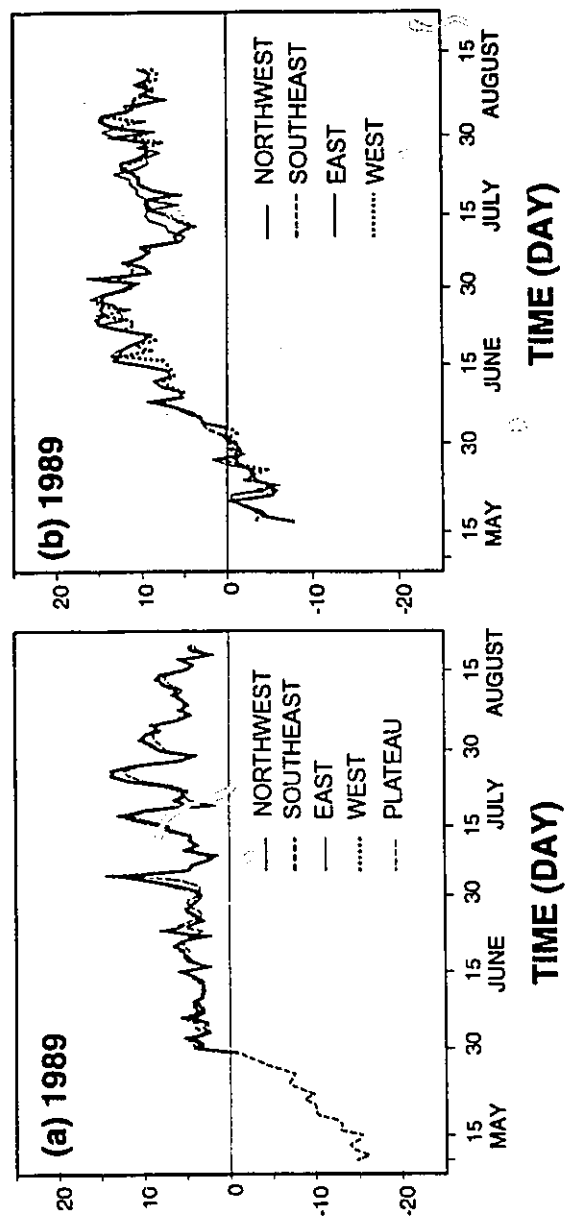 (a) 1989
20
10
0
-10
-20
NORTHWEST
SOUTHEAST
EAST
WEST
PLATEAU
15 30 15 30 15 30 15
MAY JUNE JULY AUGUST
TIME (DAY)
(b) 1989
20
10
0
-10
-20
NORTHWEST
SOUTHEAST
EAST
WEST
15 30 15 30 15 30 15
MAY JUNE JULY AUGUST
TIME (DAY)